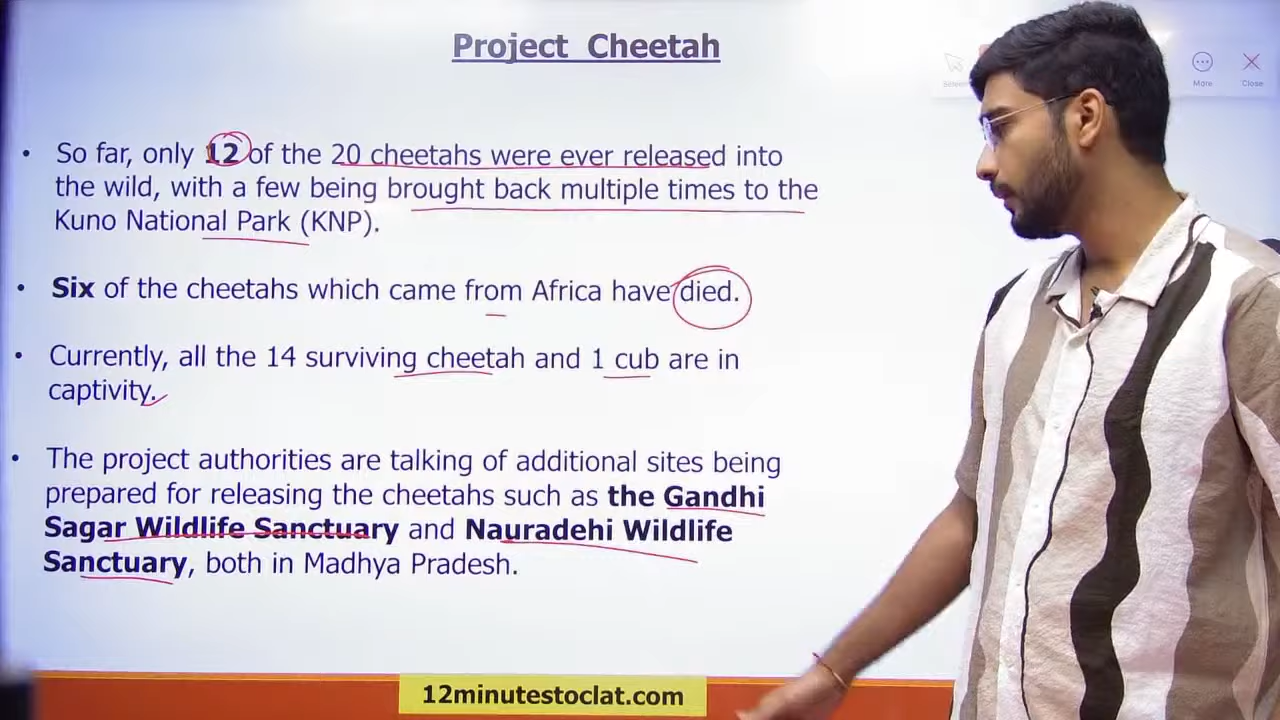 Project Cheetah
Select
More
Close
• So far, only 12 of the 20 cheetahs were ever released into
the wild, with a few being brought back multiple times to the
Kuno National Park (KNP).
• Six of the cheetahs which came from Africa have died.
• Currently, all the 14 surviving cheetah and 1 cub are in
captivity.
• The project authorities are talking of additional sites being
prepared for releasing the cheetahs such as the Gandhi
Sagar Wildlife Sanctuary and Nauradehi Wildlife
Sanctuary, both in Madhya Pradesh.
12minutestoclat.com